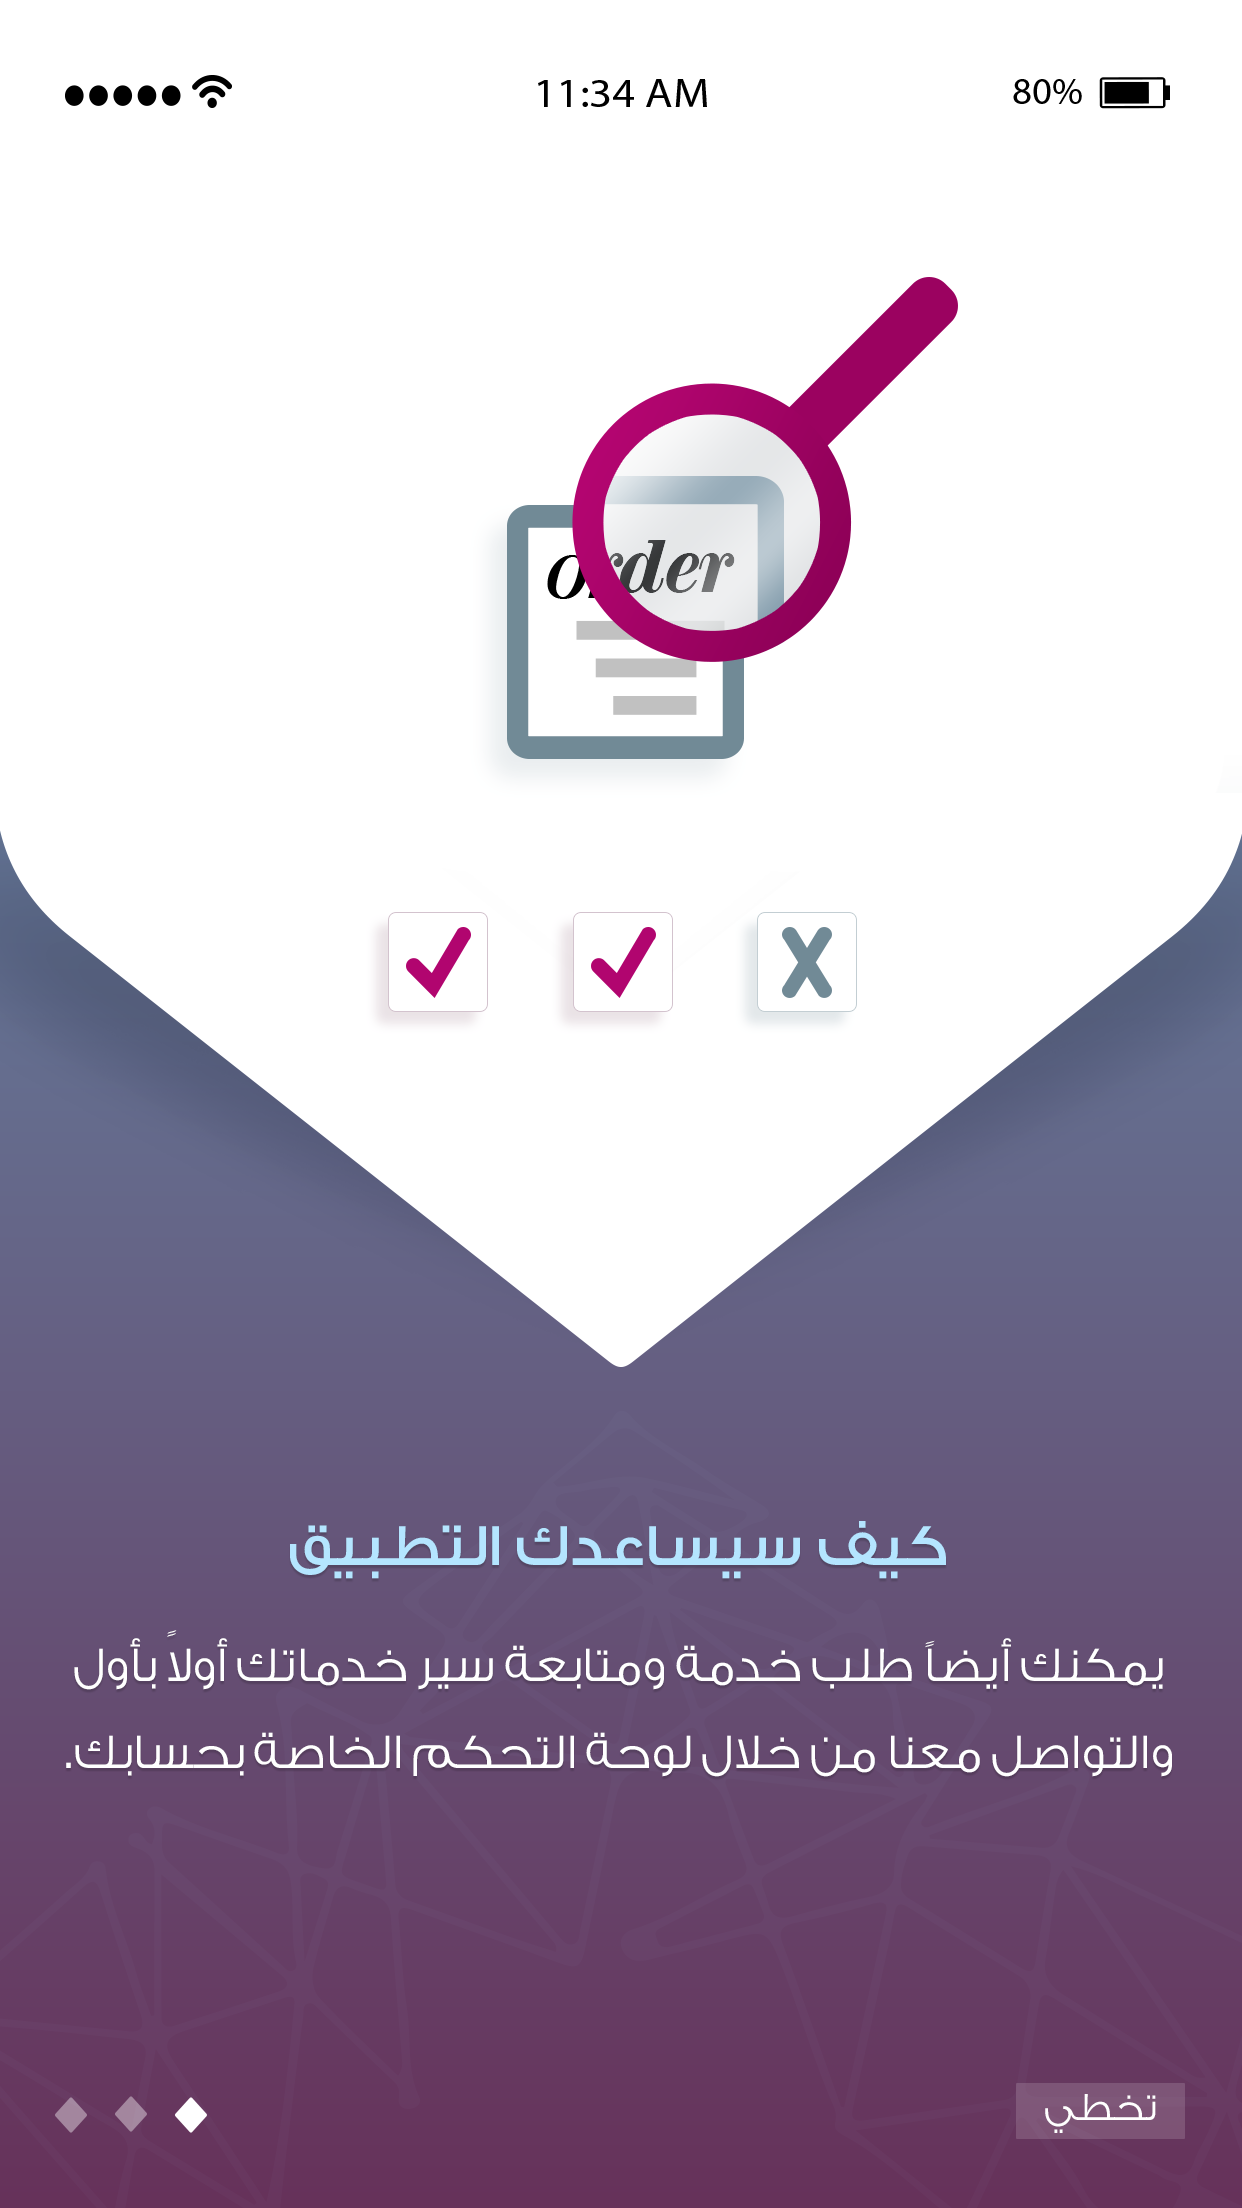 11:34 AM
80%
order
كيف سيساعدك التطبيق
يمكنك أيضاً طلب خدمة ومتابعة سير خدماتك أولاً بأول
والتواصل معنا من خلال لوحة التحكم الخاصة بحسابك.
تخطي